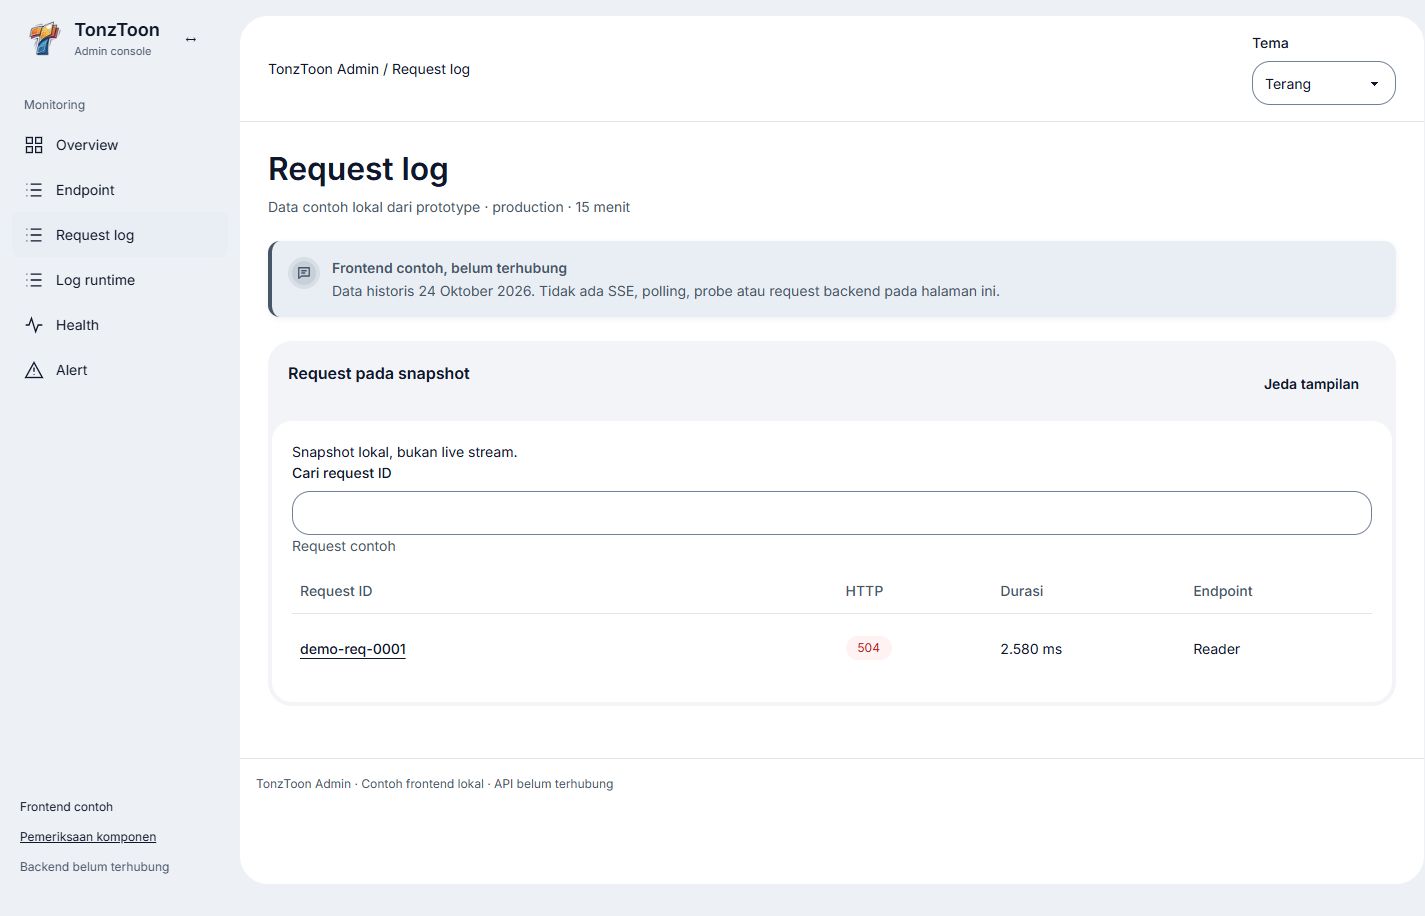 TonzToon
Admin console
Monitoring
Overview
Endpoint
Request log
Log runtime
Health
Alert
Frontend contoh
Pemeriksaan komponen
Backend belum terhubung
TonzToon Admin / Request log
Tema
Terang
Request log
Data contoh lokal dari prototype · production · 15 menit
Frontend contoh, belum terhubung
Data historis 24 Oktober 2026. Tidak ada SSE, polling, probe atau request backend pada halaman ini.
Request pada snapshot
Jeda tampilan
Snapshot lokal, bukan live stream.
Cari request ID
Request contoh
Request ID HTTP Durasi Endpoint
demo-req-0001 504 2.580 ms Reader
TonzToon Admin · Contoh frontend lokal · API belum terhubung